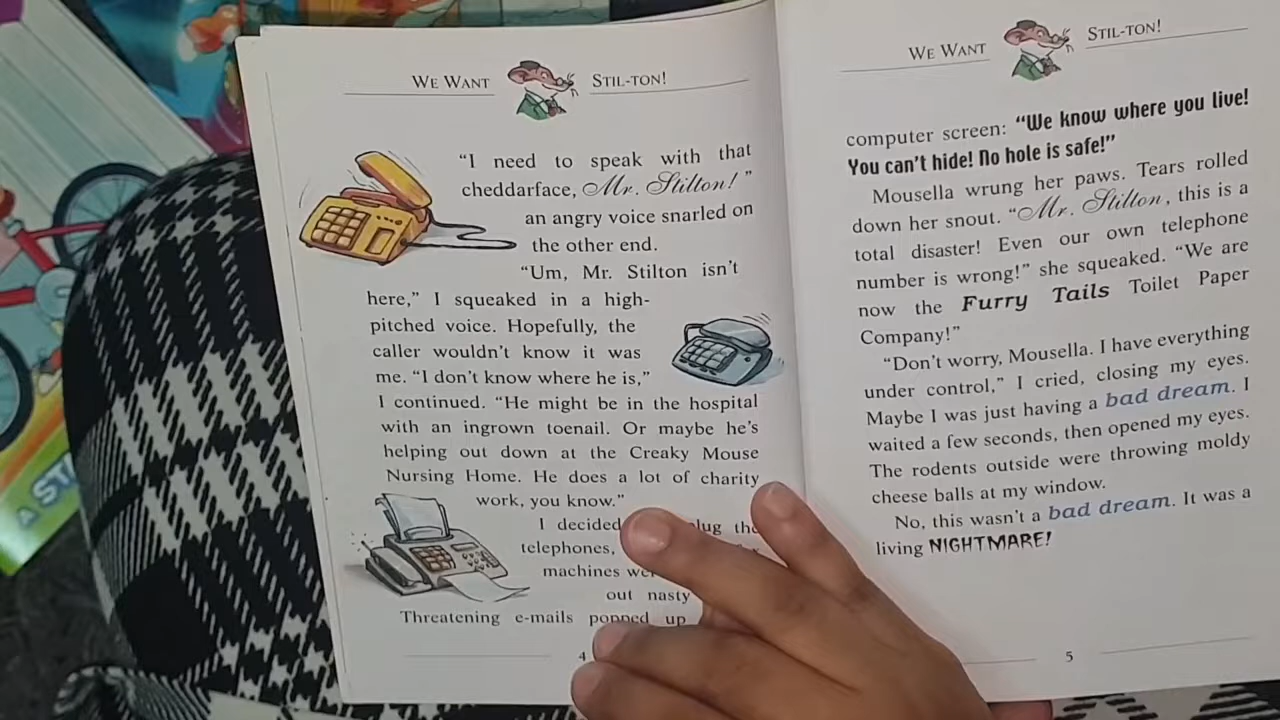 WE WANT STIL-TON!
"I need to speak with that
cheddarface, Mr. Stilton! "
an angry voice snarled on
the other end.
"Um, Mr. Stilton isn't
here," I squeaked in a high-
pitched voice. Hopefully, the
caller wouldn't know it was
me. "I don't know where he is,"
I continued. "He might be in the hospital
with an ingrown toenail. Or maybe he's
helping out down at the Creaky Mouse
Nursing Home. He does a lot of charity
work, you know."
I decided the
telephones,
machines
out nasty
Threatening e-mails popped up
4
WE WANT STIL-TON!
computer screen: "We know where you live!
You can't hide! No hole is safe!"
Mousella wrung her paws. Tears rolled
down her snout. "Mr. Stilton, this is a
total disaster! Even our own telephone
number is wrong!" she squeaked. "We are
now the Furry Tails Toilet Paper
Company!"
"Don't worry, Mousella. I have everything
under control," I cried, closing my eyes.
Maybe I was just having a bad dream. I
waited a few seconds, then opened my eyes.
The rodents outside were throwing moldy
cheese balls at my window.
No, this wasn't a bad dream. It was a
living NIGHTMARE!
5
A ST